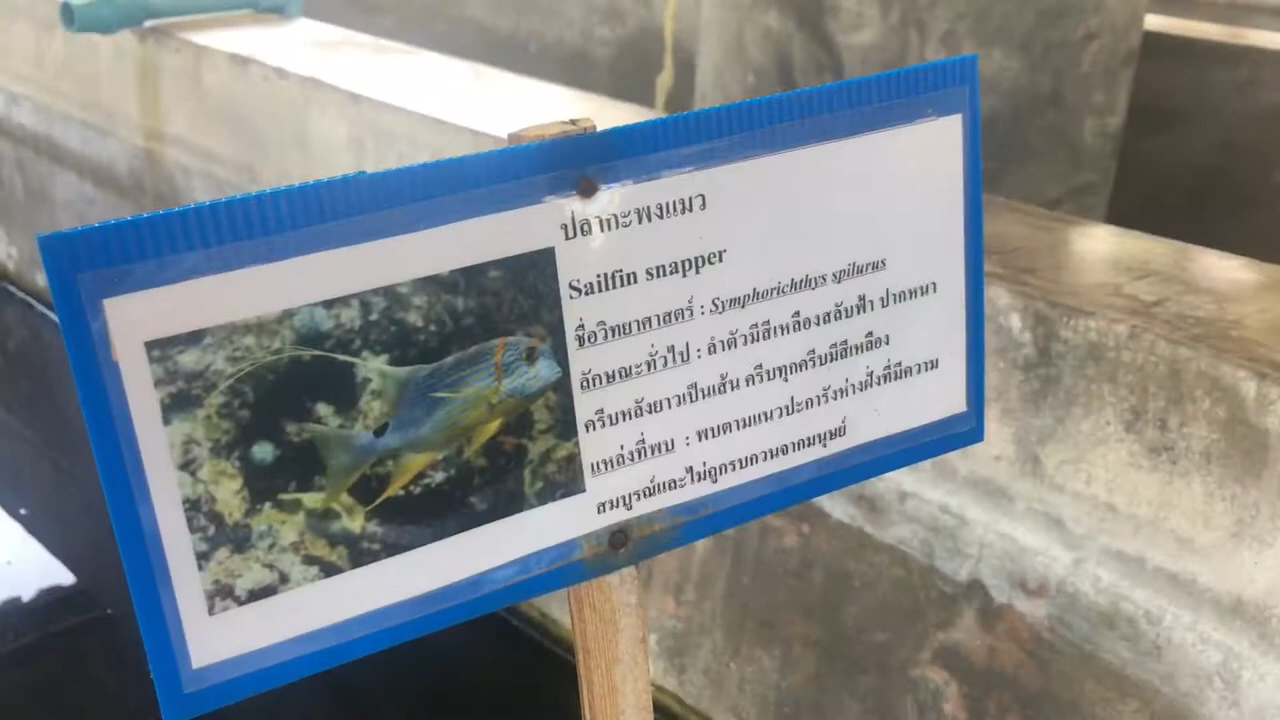 ปลากะพงแมว
Sailfin snapper
ชื่อวิทยาศาสตร์ : Symphorichthys spilurus
ลักษณะทั่วไป : ลำตัวมีสีเหลืองสลับฟ้า ปากหนา
ครีบหลังยาวเป็นเส้น ครีบทุกครีบมีสีเหลือง
แหล่งที่พบ : พบตามแนวปะการังห่างฝั่งที่มีความ
สมบูรณ์และไม่ถูกรบกวนจากมนุษย์